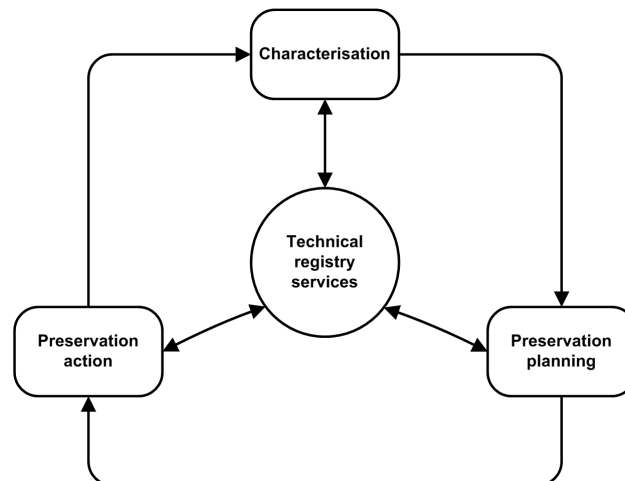 Characterisation
Technical
registry
services
Preservation
action
Preservation
planning